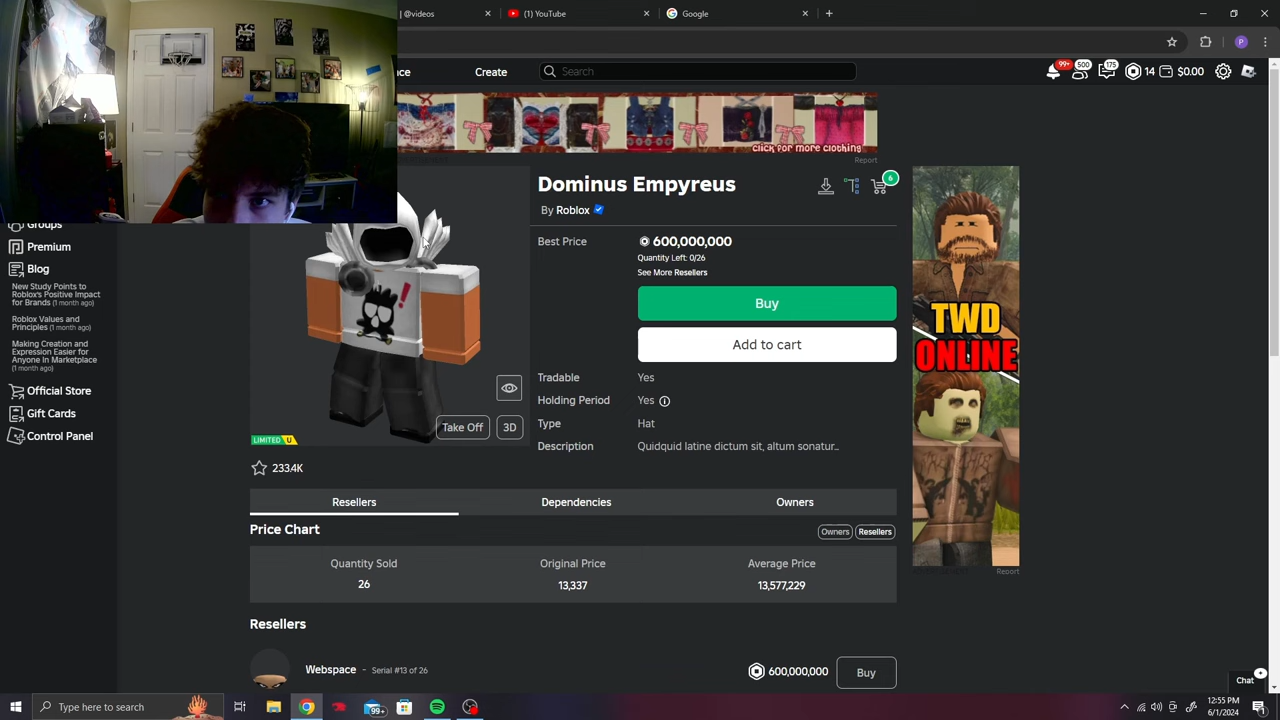 | @videos
(1) YouTube
Google
P
ce
Create
Search
99+
500
175
14
$0.00
click for more clothing
Report
Dominus Empyreus
6
By Roblox
Best Price
600,000,000
Quantity Left: 0/26
See More Resellers
Buy
Add to cart
Tradable
Yes
Holding Period
Yes
Type
Hat
Description
Quidquid latine dictum sit, altum sonatur...
Groups
Premium
Blog
New Study Points to
Roblox's Positive Impact
for Brands (1 month ago)
Roblox Values and
Principles (1 month ago)
Making Creation and
Expression Easier for
Anyone in Marketplace
(1 month ago)
Official Store
Gift Cards
Control Panel
!
Take Off
3D
LIMITED U
233.4K
TWD
ONLINE
Report
Resellers
Dependencies
Owners
Price Chart
Owners
Resellers
Quantity Sold
Original Price
Average Price
26
13,337
13,577,229
Resellers
Webspace - Serial #13 of 26
600,000,000
Buy
Chat
Type here to search
99+
12:55 PM
6/1/2024